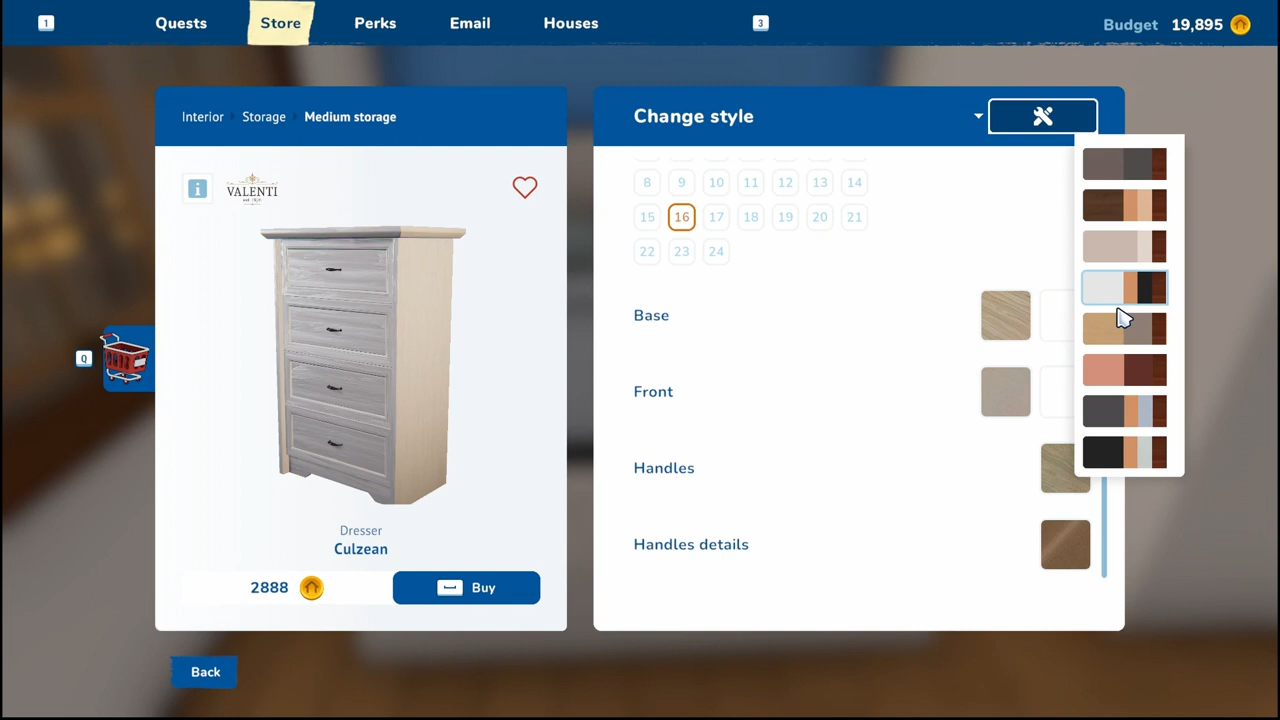 1
Quests
Store
Perks
Email
Houses
3
Budget 19,895
Interior Storage Medium storage
Change style
i
VALENTI
8 9 10 11 12 13 14
15 16 17 18 19 20 21
22 23 24
Base
Q
Front
Handles
Dresser
Culzean
Handles details
2888
Buy
Back